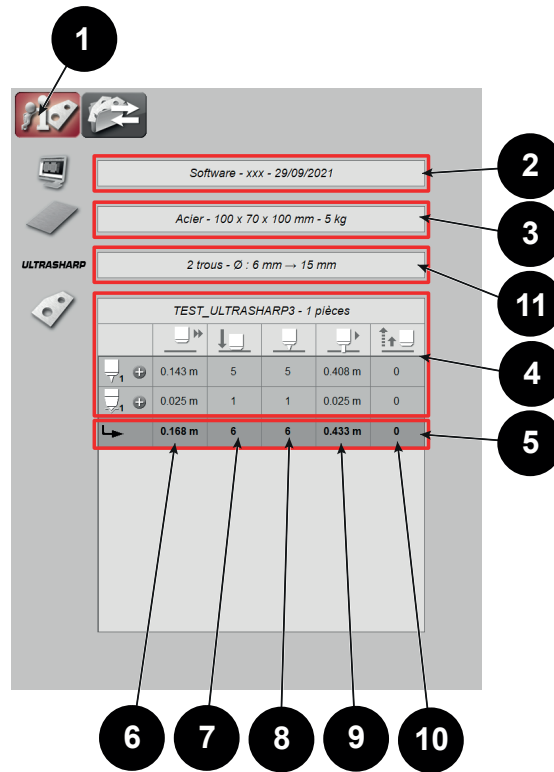 1
Software - xxx - 29/09/2021
2
Acier - 100 x 70 x 100 mm - 5 kg
3
ULTRASHARP
2 trous - Ø : 6 mm → 15 mm
11
TEST_ULTRASHARP3 - 1 pièces
4
1 0.143 m 5 5 0.408 m 0
1 0.025 m 1 1 0.025 m 0
0.168 m 6 6 0.433 m 0
5
6 7 8 9 10